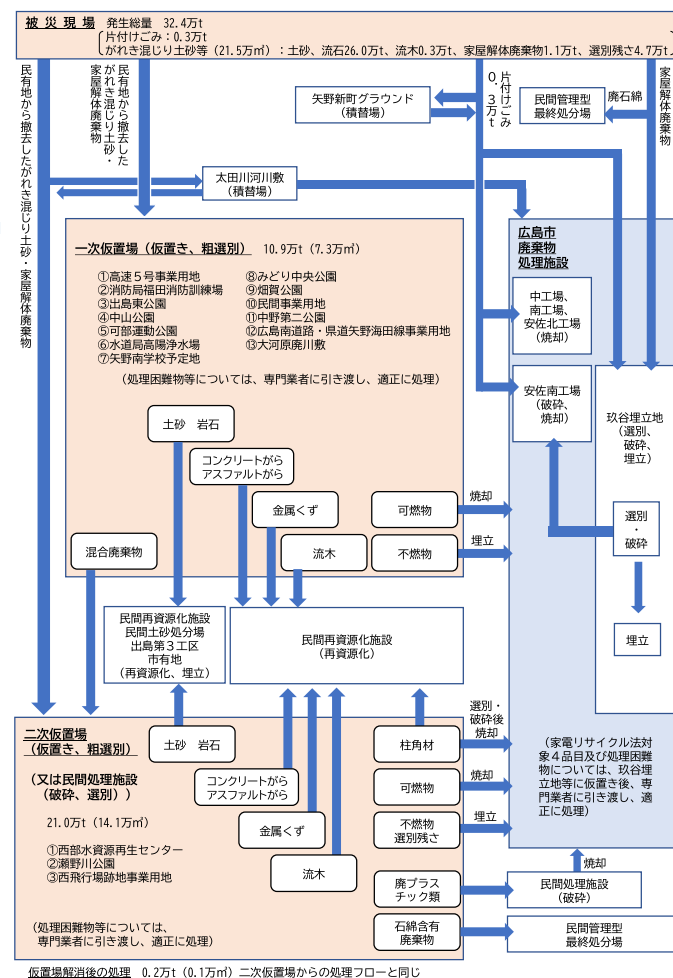 被災現場 発生総量 32.4万t
片付けごみ：0.3万t
がれき混じり土砂等（21.5万㎥）：土砂、流石26.0万t、流木0.3万t、家屋解体廃棄物1.1万t、選別残さ4.7万t
民有地から撤去したがれき混じり土砂・家屋解体廃棄物
民有地から撤去した
がれき混じり土砂・
家屋解体廃棄物
矢野新町グラウンド
（積替場）
片付けごみ
0.3万t
民間管理型
最終処分場
廃石綿
家屋解体廃棄物
太田川河川敷
（積替場）
一次仮置場（仮置き、粗選別） 10.9万t（7.3万㎥）
①高速５号事業用地
②消防局福田消防訓練場
③出島東公園
④中山公園
⑤可部運動公園
⑥水道局高陽浄水場
⑦矢野南学校予定地
⑧みどり中央公園
⑨畑賀公園
⑩民間事業用地
⑪中野第二公園
⑫広島南道路・県道矢野海田線事業用地
⑬大河原廃川敷
（処理困難物等については、専門業者に引き渡し、適正に処理）
土砂 岩石
コンクリートがら
アスファルトがら
金属くず
流木
混合廃棄物
可燃物
不燃物
焼却
埋立
広島市
廃棄物
処理施設
中工場、
南工場、
安佐北工場
（焼却）
安佐南工場
（破砕、
焼却）
玖谷埋立地
（選別、
破砕、
埋立）
選別
・
破砕
埋立
民間再資源化施設
民間土砂処分場
出島第３工区
市有地
（再資源化、埋立）
民間再資源化施設
（再資源化）
二次仮置場
（仮置き、粗選別）
（又は民間処理施設
（破砕、選別））
21.0万t（14.1万㎥）
①西部水資源再生センター
②瀬野川公園
③西飛行場跡地事業用地
（処理困難物等については、
専門業者に引き渡し、適正に処理）
土砂 岩石
コンクリートがら
アスファルトがら
金属くず
流木
柱角材
可燃物
不燃物
選別残さ
廃プラス
チック類
石綿含有
廃棄物
選別・
破砕後
焼却
焼却
埋立
（家電リサイクル法対
象４品目及び処理困難
物については、玖谷埋
立地等に仮置き後、専
門業者に引き渡し、適
正に処理）
焼却
民間処理施設
（破砕）
民間管理型
最終処分場
仮置場解消後の処理 0.2万t（0.1万㎥）二次仮置場からの処理フローと同じ